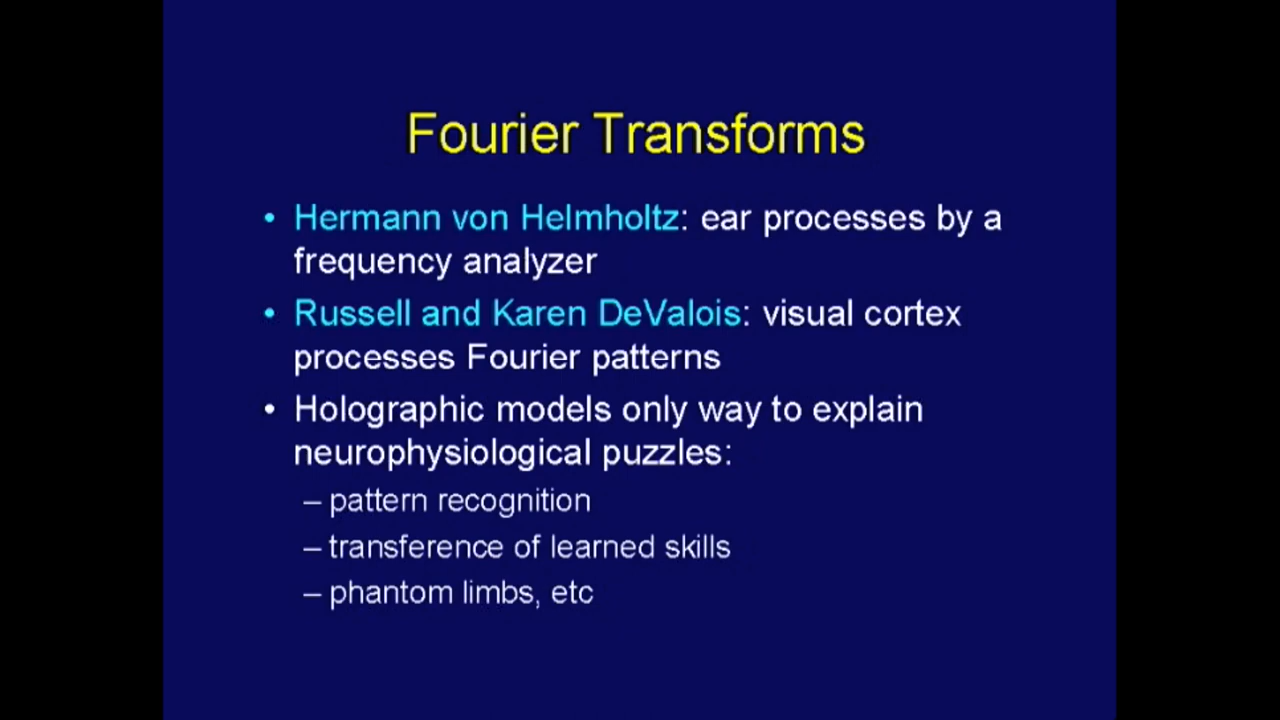 Fourier Transforms
• Hermann von Helmholtz: ear processes by a
frequency analyzer
• Russell and Karen DeValois: visual cortex
processes Fourier patterns
• Holographic models only way to explain
neurophysiological puzzles:
– pattern recognition
– transference of learned skills
– phantom limbs, etc